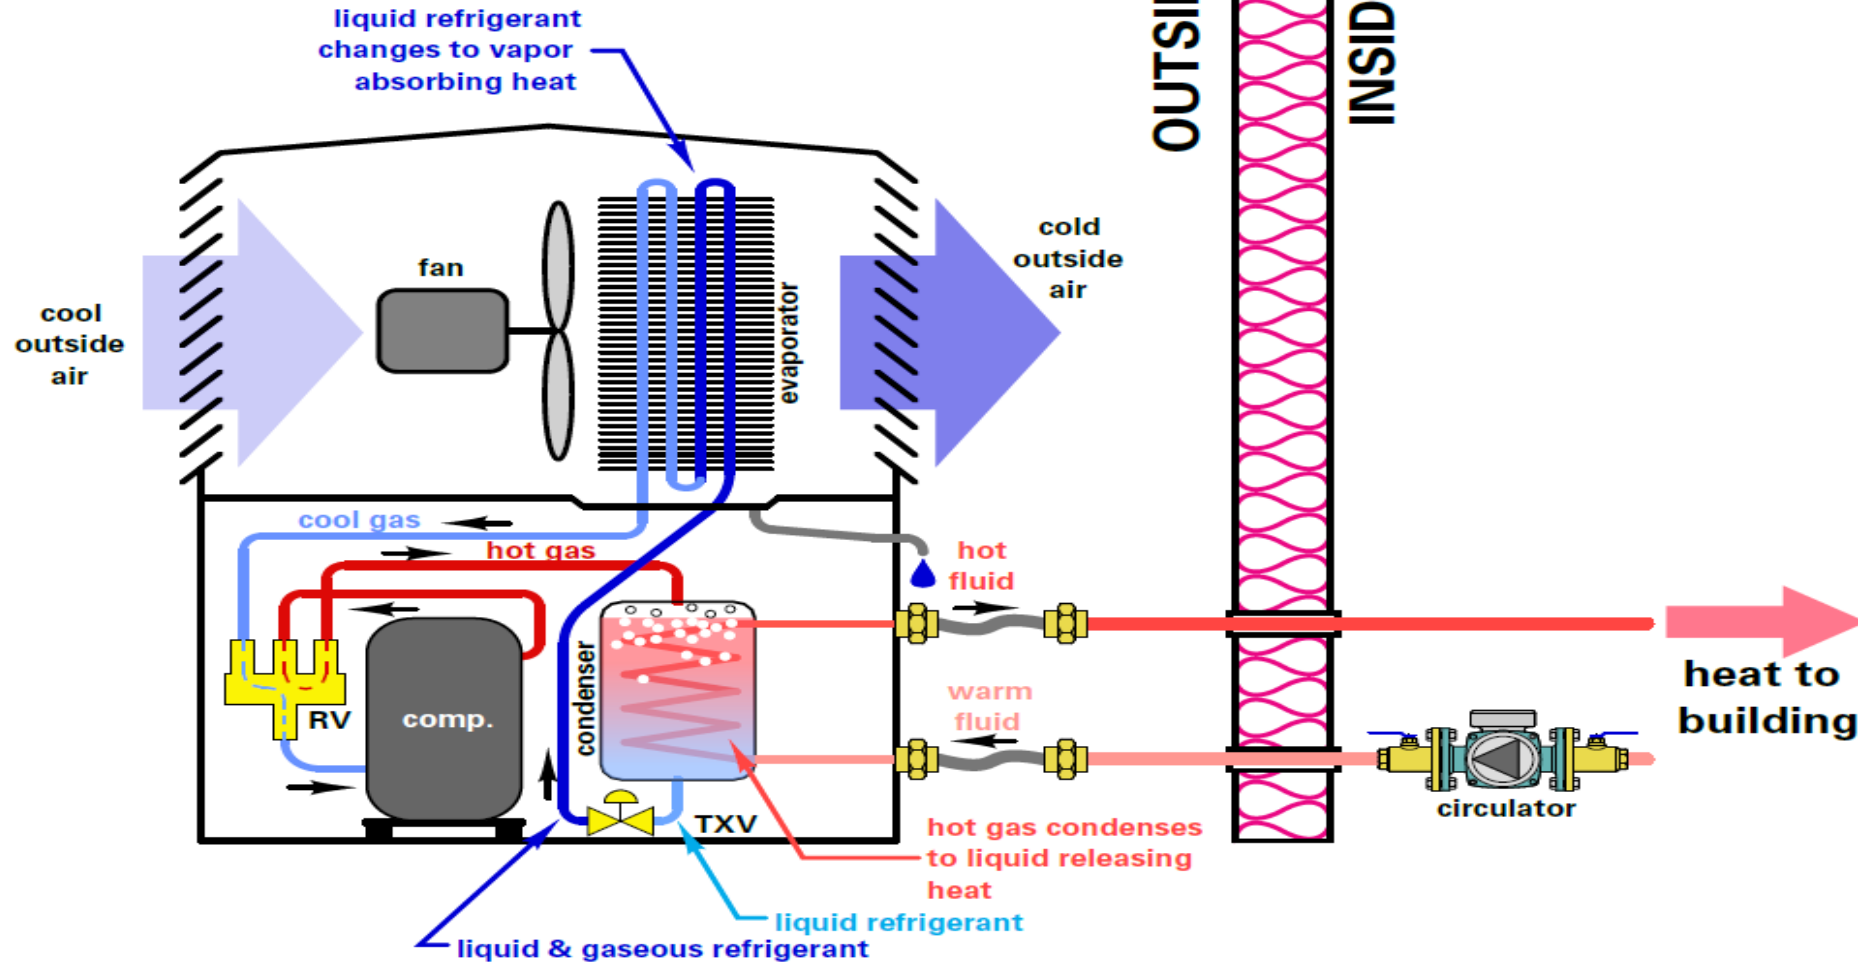 liquid refrigerant
changes to vapor
absorbing heat
OUTSI
INSID
cold
outside
air
fan
cool
outside
air
evaporator
cool gas
hot gas
hot
fluid
condenser
warm
fluid
heat to
building
RV
comp.
TXV
circulator
hot gas condenses
to liquid releasing
heat
liquid refrigerant
liquid & gaseous refrigerant